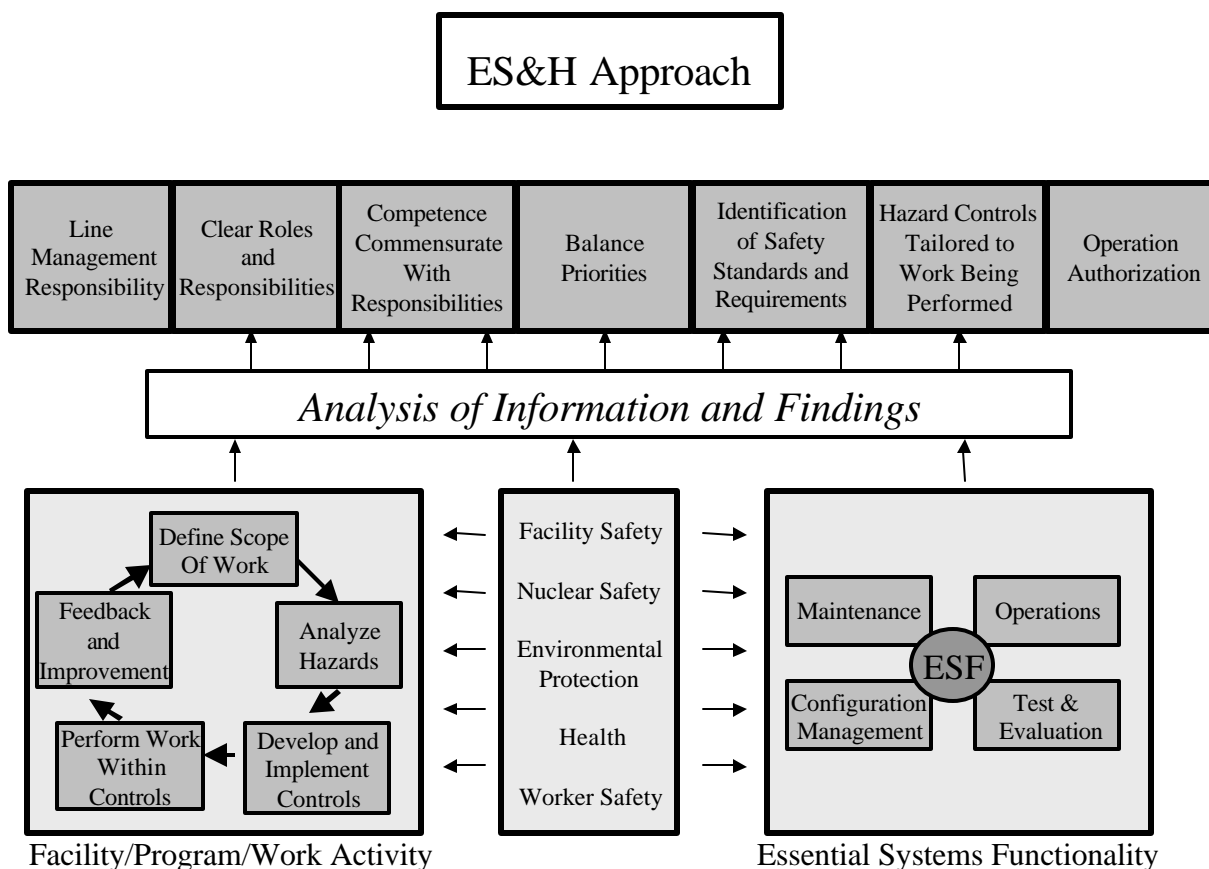 ES&H Approach
Line
Management
Responsibility
Clear Roles
and
Responsibilities
Competence
Commensurate
With
Responsibilities
Balance
Priorities
Identification
of Safety
Standards and
Requirements
Hazard Controls
Tailored to
Work Being
Performed
Operation
Authorization
Analysis of Information and Findings
Define Scope
Of Work
Analyze
Hazards
Develop and
Implement
Controls
Perform Work
Within
Controls
Feedback
and
Improvement
Facility/Program/Work Activity
Facility Safety
Nuclear Safety
Environmental
Protection
Health
Worker Safety
Maintenance
Operations
ESF
Configuration
Management
Test &
Evaluation
Essential Systems Functionality